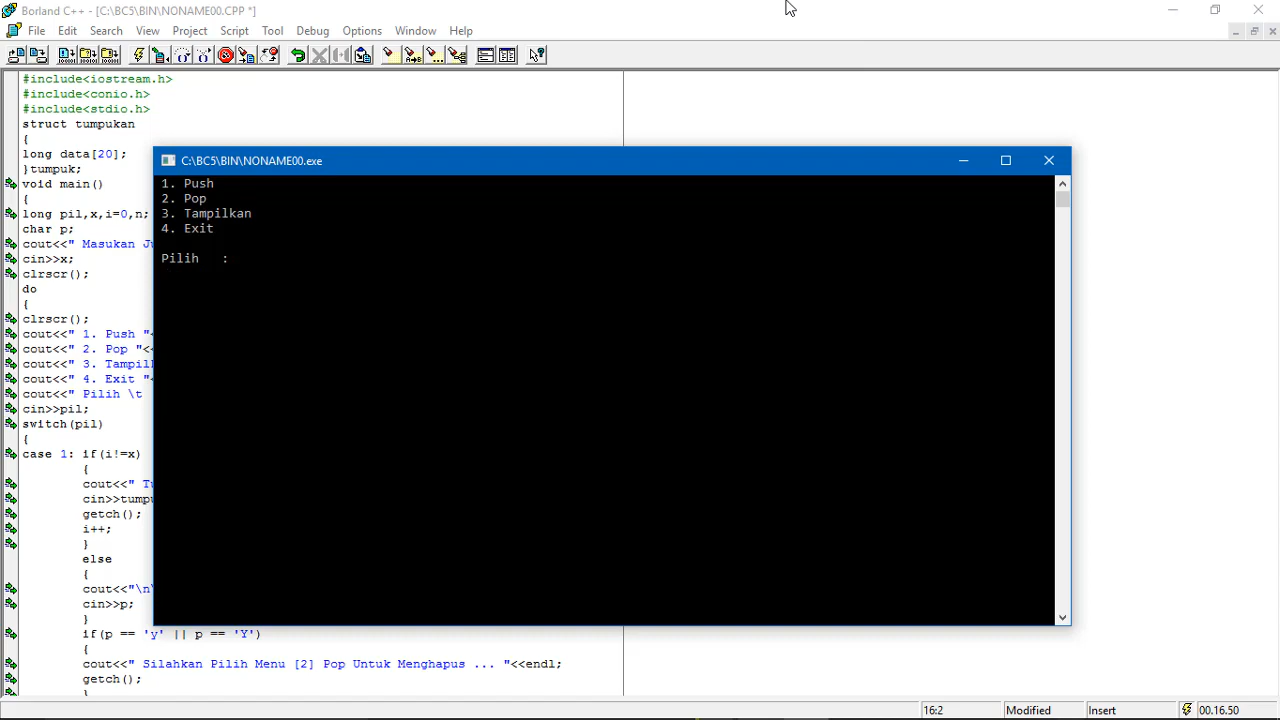 Borland C++ - [C:\BC5\BIN\NONAME00.CPP *]
File Edit Search View Project Script Tool Debug Options Window Help
#include<iostream.h>
#include<conio.h>
#include<stdio.h>
struct tumpukan
{
long data[20];
}tumpuk;
void main()
{
long pil,x,i=0,n;
char p;
cout<<" Masukan Ju
cin>>x;
clrscr();
do
{
clrscr();
cout<<" 1. Push "<
cout<<" 2. Pop "<<
cout<<" 3. Tampilk
cout<<" 4. Exit "<
cout<<" Pilih \t
cin>>pil;
switch(pil)
{
case 1: if(i!=x)
{
cout<<" Tu
cin>>tumpu
getch();
i++;
}
else
{
cout<<"\n\
cin>>p;
}
if(p == 'y' || p == 'Y')
{
cout<<" Silahkan Pilih Menu [2] Pop Untuk Menghapus ... "<<endl;
getch();
}
C:\BC5\BIN\NONAME00.exe
1. Push
2. Pop
3. Tampilkan
4. Exit
Pilih :
16:2 Modified Insert 00.16.50